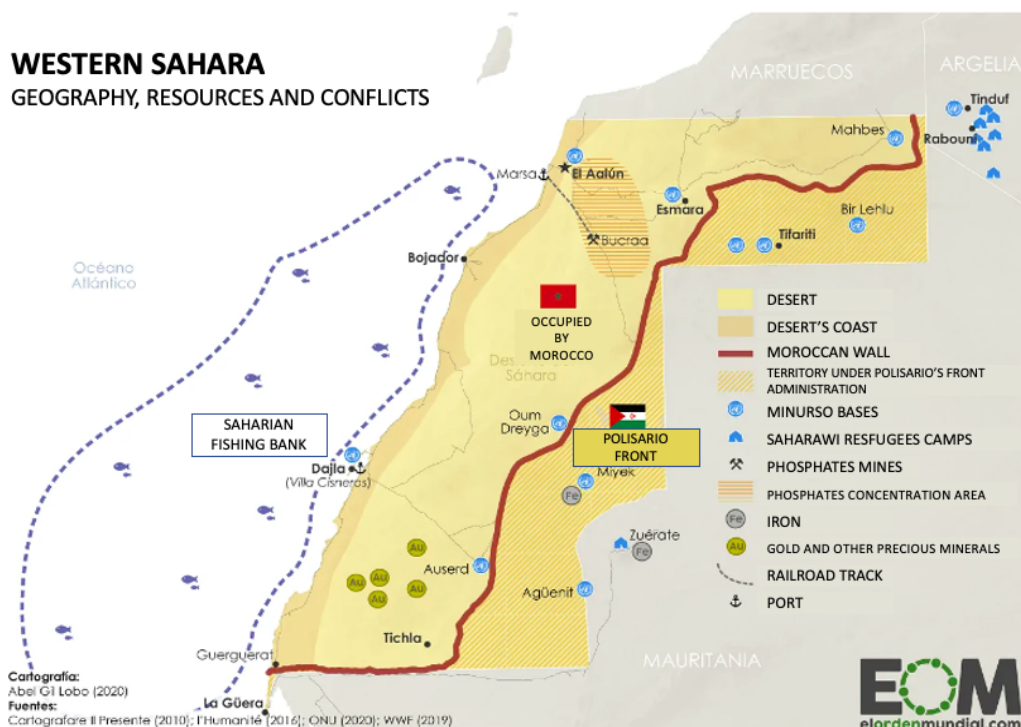 WESTERN SAHARA
GEOGRAPHY, RESOURCES AND CONFLICTS
MARRUECOS
ARGELIA
Tinduf
Rabouni
Mahbes
Marsa
El Aalún
Esmara
Bir Lehlu
Tifariti
Bucraa
Bojador
Océano
Atlántico
OCCUPIED
BY
MOROCCO
Sáhara
SAHARIAN
FISHING BANK
Oum
Dreyga
POLISARIO
FRONT
Dajla
(Villa Cisneros)
Miyek
Fe
Zuérate
Fe
Au
Au
Au
Au
Au
Auserd
Agüenit
Tichla
Guerguerat
La Güera
MAURITANIA
DESERT
DESERT'S COAST
MOROCCAN WALL
TERRITORY UNDER POLISARIO'S FRONT
ADMINISTRATION
MINURSO BASES
SAHARAWI RESFUGEES CAMPS
PHOSPHATES MINES
PHOSPHATES CONCENTRATION AREA
Fe IRON
Au GOLD AND OTHER PRECIOUS MINERALS
RAILROAD TRACK
PORT
Cartografía:
Abel Gil Lobo (2020)
Fuentes:
Cartografare il Presente (2010); l'Humanité (2016); ONU (2020); WWF (2019)
EOM
elordenmundial.com